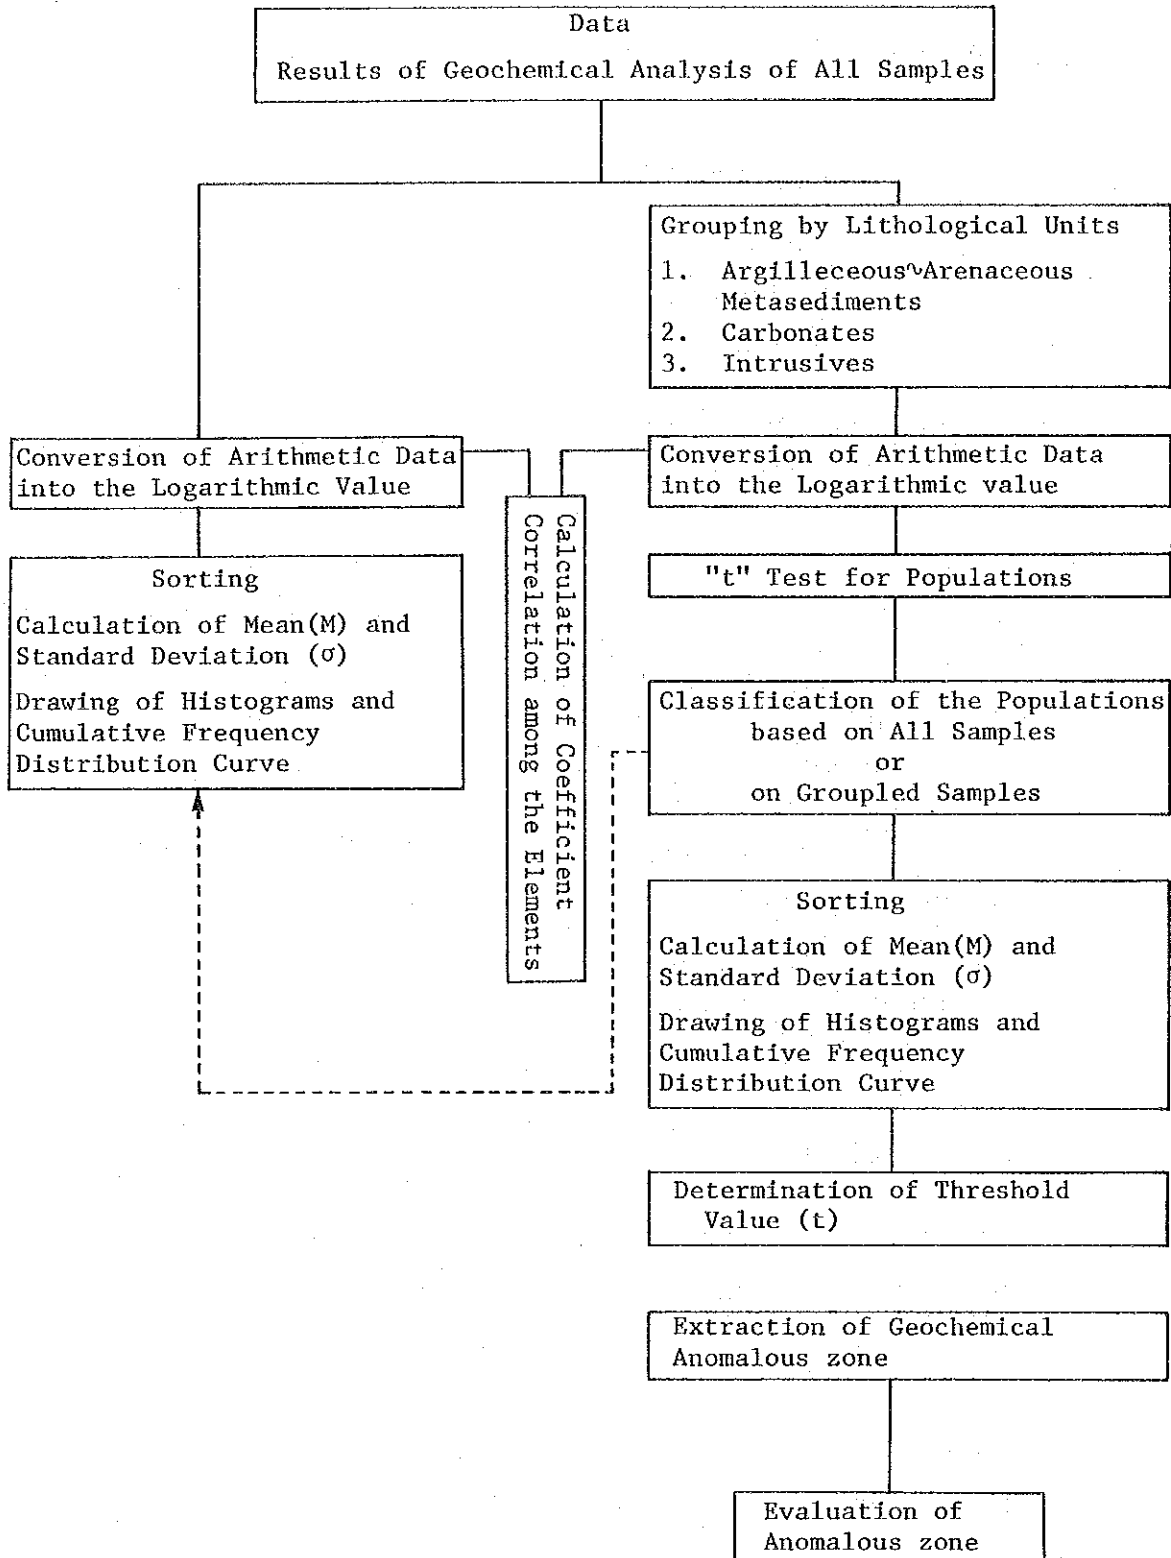 Data
Results of Geochemical Analysis of All Samples
Grouping by Lithological Units
1. Argilleceous~Arenaceous
Metasediments
2. Carbonates
3. Intrusives
Conversion of Arithmetic Data
into the Logarithmic Value
Sorting
Calculation of Mean(M) and
Standard Deviation (σ)
Drawing of Histograms and
Cumulative Frequency
Distribution Curve
Calculation of Coefficient
Correlation among the Elements
Conversion of Arithmetic Data
into the Logarithmic value
"t" Test for Populations
Classification of the Populations
based on All Samples
or
on Groupled Samples
Sorting
Calculation of Mean(M) and
Standard Deviation (σ)
Drawing of Histograms and
Cumulative Frequency
Distribution Curve
Determination of Threshold
Value (t)
Extraction of Geochemical
Anomalous zone
Evaluation of
Anomalous zone